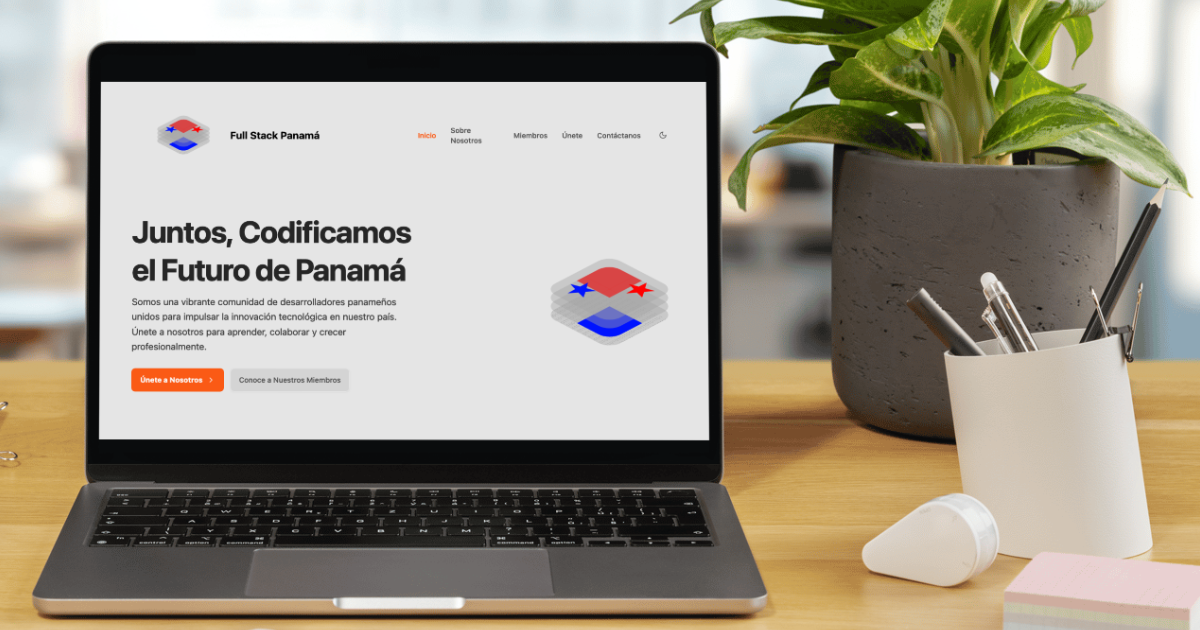 Full Stack Panamá
Inicio
Sobre
Nosotros
Miembros
Únete
Contáctanos
Juntos, Codificamos
el Futuro de Panamá
Somos una vibrante comunidad de desarrolladores panameños
unidos para impulsar la innovación tecnológica en nuestro país.
Únete a nosotros para aprender, colaborar y crecer
profesionalmente.
Únete a Nosotros
Conoce a Nuestros Miembros